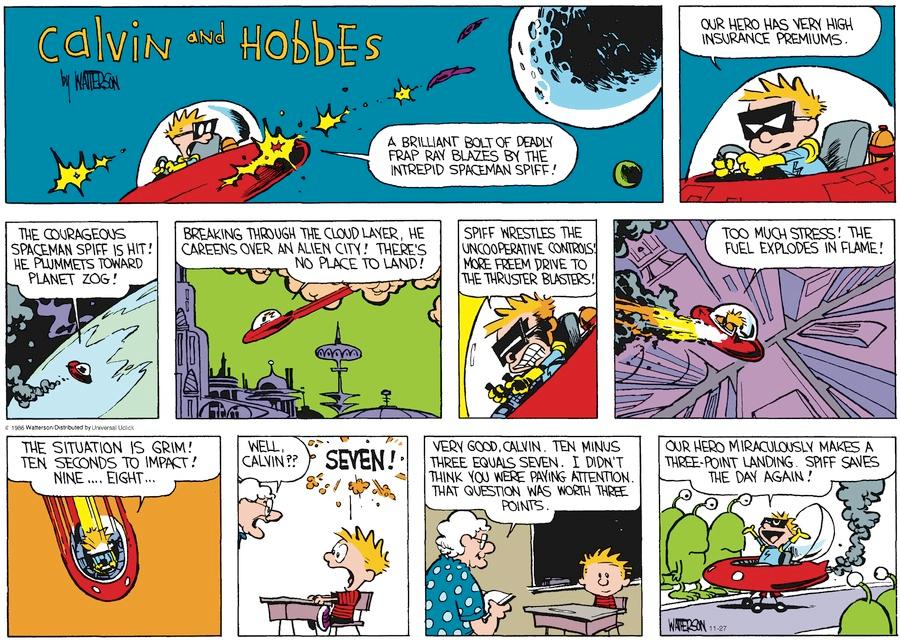 Calvin and Hobbes
by Watterson
A BRILLIANT BOLT OF DEADLY
FRAP RAY BLAZES BY THE
INTREPID SPACEMAN SPIFF!
OUR HERO HAS VERY HIGH
INSURANCE PREMIUMS.
THE COURAGEOUS
SPACEMAN SPIFF IS HIT!
HE PLUMMETS TOWARD
PLANET ZOG!
BREAKING THROUGH THE CLOUD LAYER, HE
CAREENS OVER AN ALIEN CITY! THERE'S
NO PLACE TO LAND!
SPIFF WRESTLES THE
UNCOOPERATIVE CONTROLS!
MORE FREEM DRIVE TO
THE THRUSTER BLASTERS!
TOO MUCH STRESS! THE
FUEL EXPLODES IN FLAME!
© 1986 Watterson/Distributed by Universal Uclick
THE SITUATION IS GRIM!
TEN SECONDS TO IMPACT!
NINE .... EIGHT...
WELL,
CALVIN??
SEVEN!
VERY GOOD, CALVIN. TEN MINUS
THREE EQUALS SEVEN. I DIDN'T
THINK YOU WERE PAYING ATTENTION.
THAT QUESTION WAS WORTH THREE
POINTS.
OUR HERO MIRACULOUSLY MAKES A
THREE-POINT LANDING. SPIFF SAVES
THE DAY AGAIN!
WATTERSON 11-27